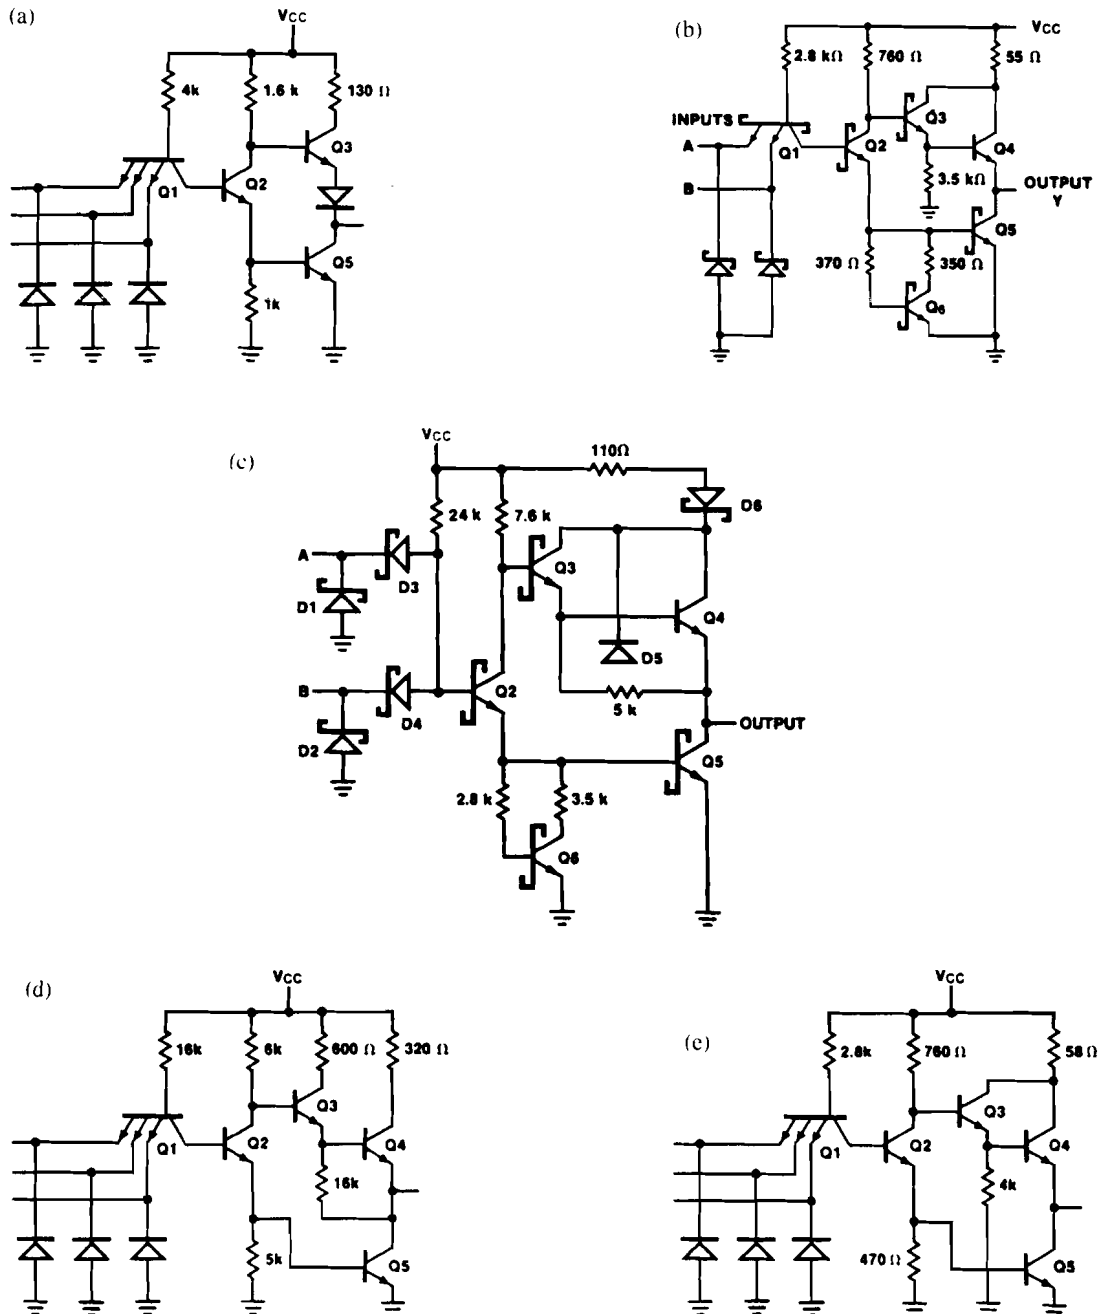 (a)
VCC
4k
1.6 k
130 Ω
Q1
Q2
Q3
Q5
1k
(b)
VCC
2.8 kΩ
760 Ω
55 Ω
INPUTS
A
B
Q1
Q2
Q3
Q4
3.5 kΩ
OUTPUT
Y
Q5
370 Ω
350 Ω
Q6
(c)
VCC
110Ω
D6
24 k
7.6 k
A
D3
D1
Q3
Q4
D5
B
D4
D2
Q2
5 k
OUTPUT
Q5
2.8 k
3.5 k
Q6
(d)
VCC
16k
6k
600 Ω
320 Ω
Q1
Q2
Q3
Q4
16k
5k
Q5
(e)
VCC
2.8k
760 Ω
58 Ω
Q1
Q2
Q3
Q4
4k
470 Ω
Q5